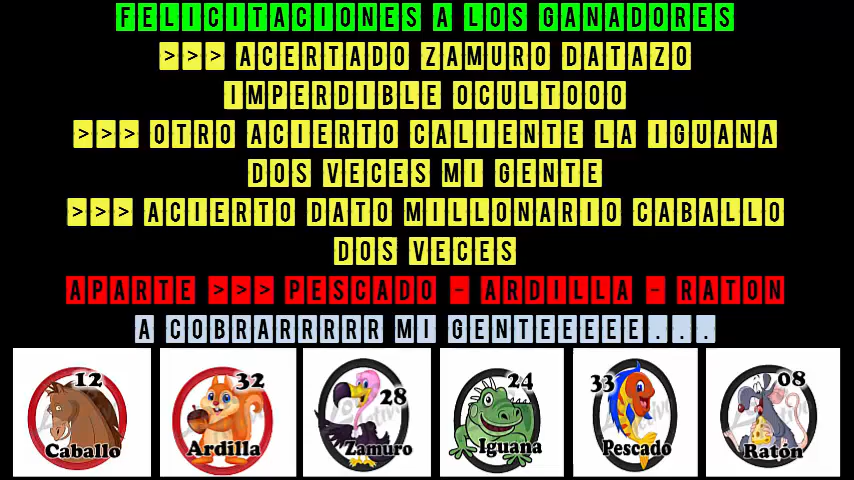 FELICITACIONES A LOS GANADORES
>>> ACERTADO ZAMURO DATAZO
IMPERDIBLE OCULTOOO
>>> OTRO ACIERTO CALIENTE LA IGUANA
DOS VECES MI GENTE
>>> ACIERTO DATO MILLONARIO CABALLO
DOS VECES
APARTE >>> PESCADO - ARDILLA - RATON
A COBRARRRRR MI GENTEEEEE...
12 32 28 24 33 08
Caballo Ardilla Zamuro Iguana Pescado Ratón